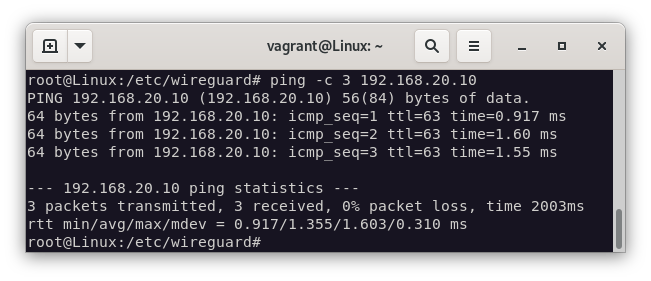 vagrant@Linux: ~
root@Linux:/etc/wireguard# ping -c 3 192.168.20.10
PING 192.168.20.10 (192.168.20.10) 56(84) bytes of data.
64 bytes from 192.168.20.10: icmp_seq=1 ttl=63 time=0.917 ms
64 bytes from 192.168.20.10: icmp_seq=2 ttl=63 time=1.60 ms
64 bytes from 192.168.20.10: icmp_seq=3 ttl=63 time=1.55 ms

--- 192.168.20.10 ping statistics ---
3 packets transmitted, 3 received, 0% packet loss, time 2003ms
rtt min/avg/max/mdev = 0.917/1.355/1.603/0.310 ms
root@Linux:/etc/wireguard#